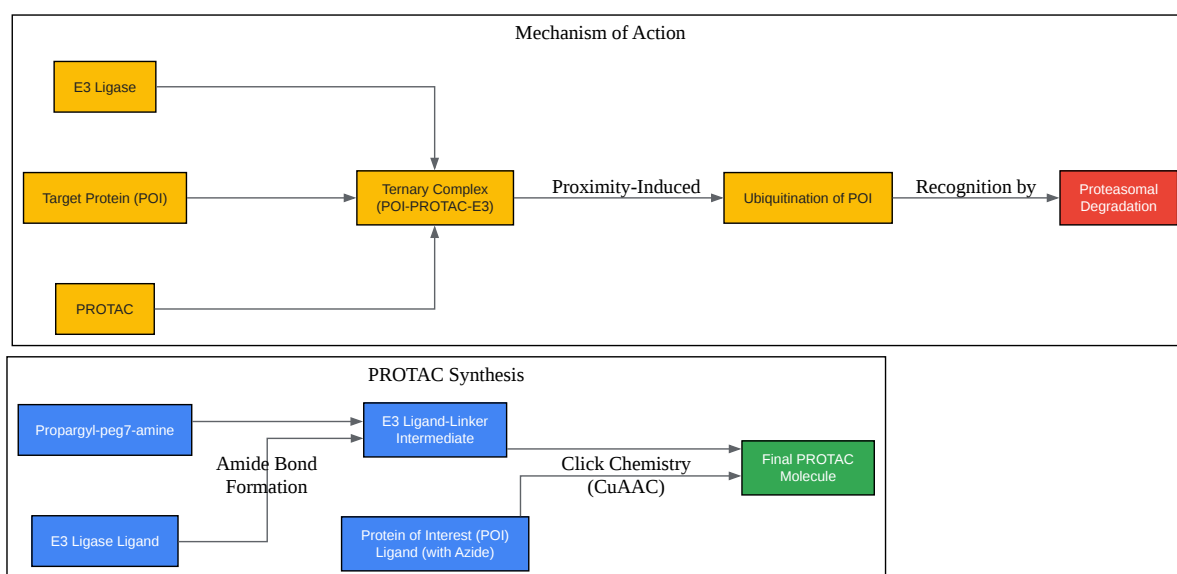 Mechanism of Action
E3 Ligase
Target Protein (POI)
Ternary Complex
(POI-PROTAC-E3)
Proximity-Induced
Ubiquitination of POI
Recognition by
Proteasomal
Degradation
PROTAC
PROTAC Synthesis
Propargyl-peg7-amine
E3 Ligand-Linker
Intermediate
Amide Bond
Formation
Click Chemistry
(CuAAC)
Final PROTAC
Molecule
E3 Ligase Ligand
Protein of Interest (POI)
Ligand (with Azide)